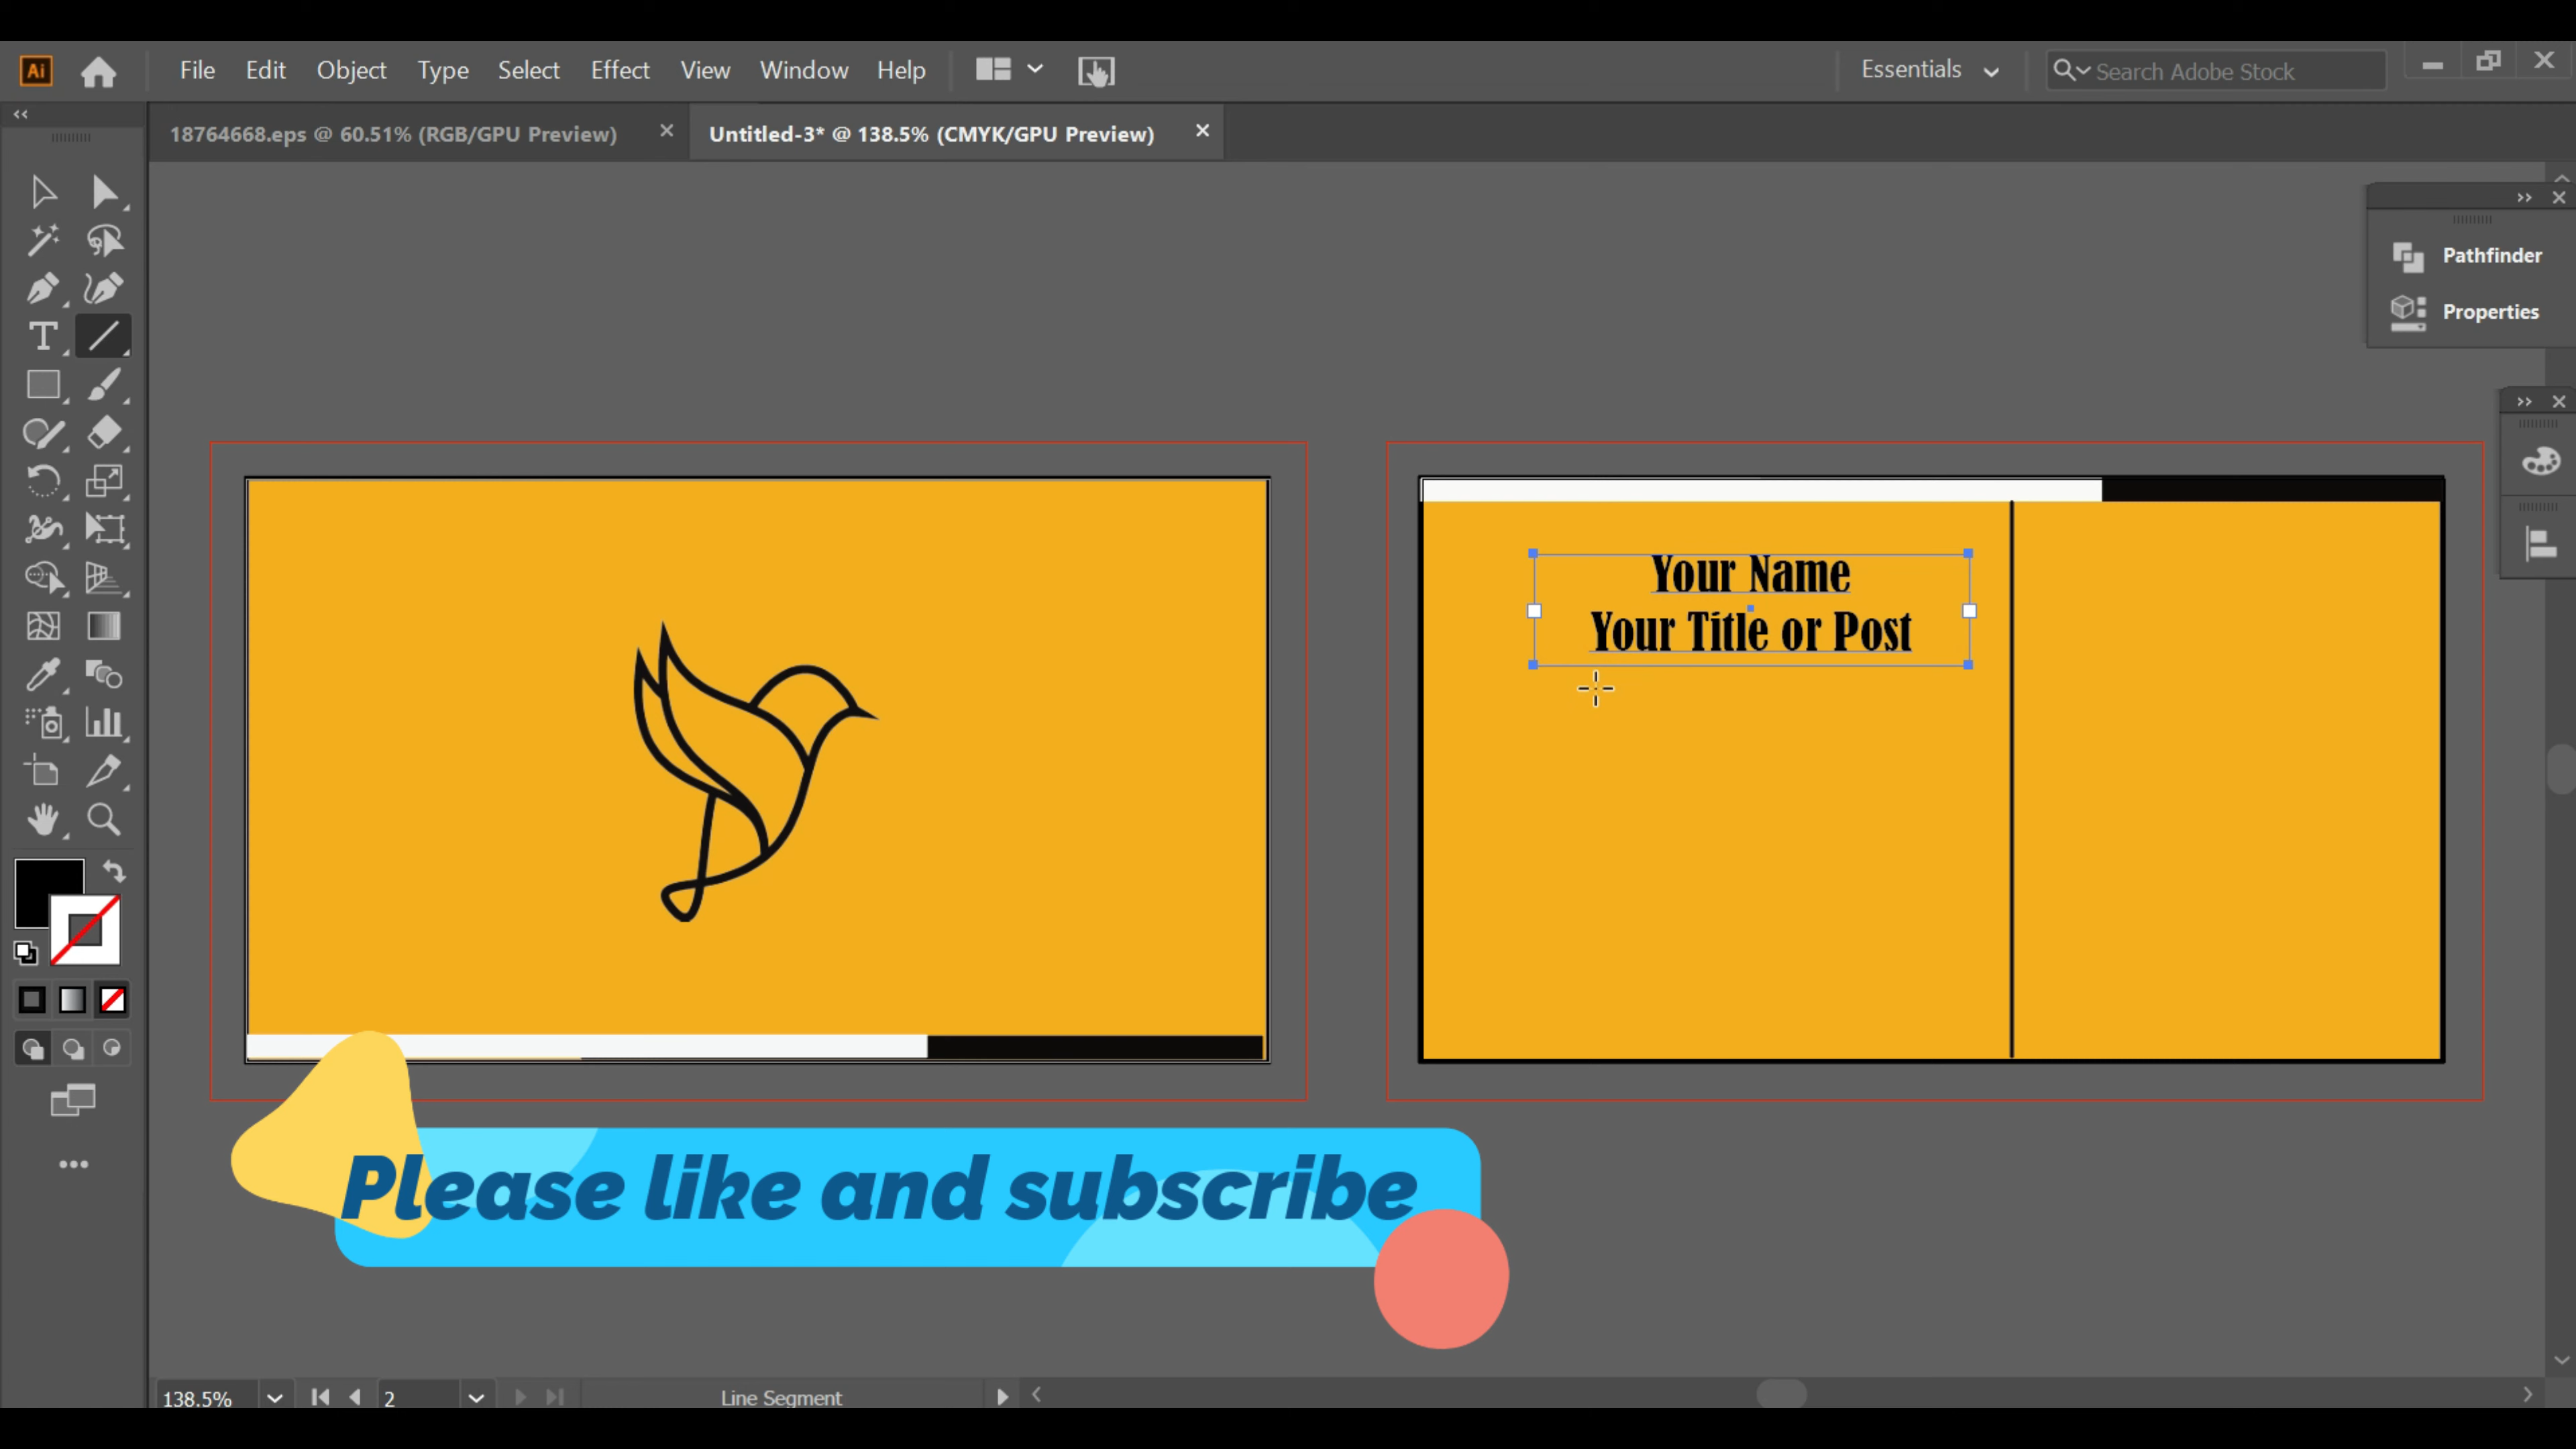 Ai File Edit Object Type Select Effect View Window Help Essentials Search Adobe Stock
18764668.eps @ 60.51% (RGB/GPU Preview) Untitled-3* @ 138.5% (CMYK/GPU Preview)
Pathfinder
Properties
Your Name
Your Title or Post
Please like and subscribe
138.5% 2 Line Segment